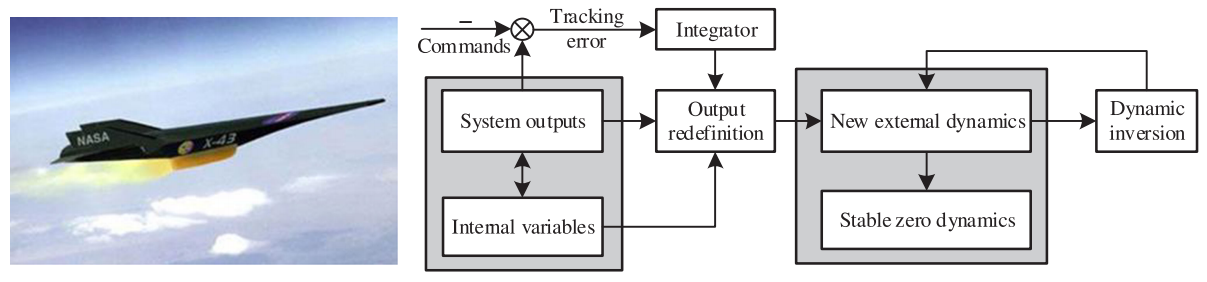 NASA
X-43
−
Commands
Tracking
error
Integrator
System outputs
Output
redefinition
New external dynamics
Dynamic
inversion
Internal variables
Stable zero dynamics